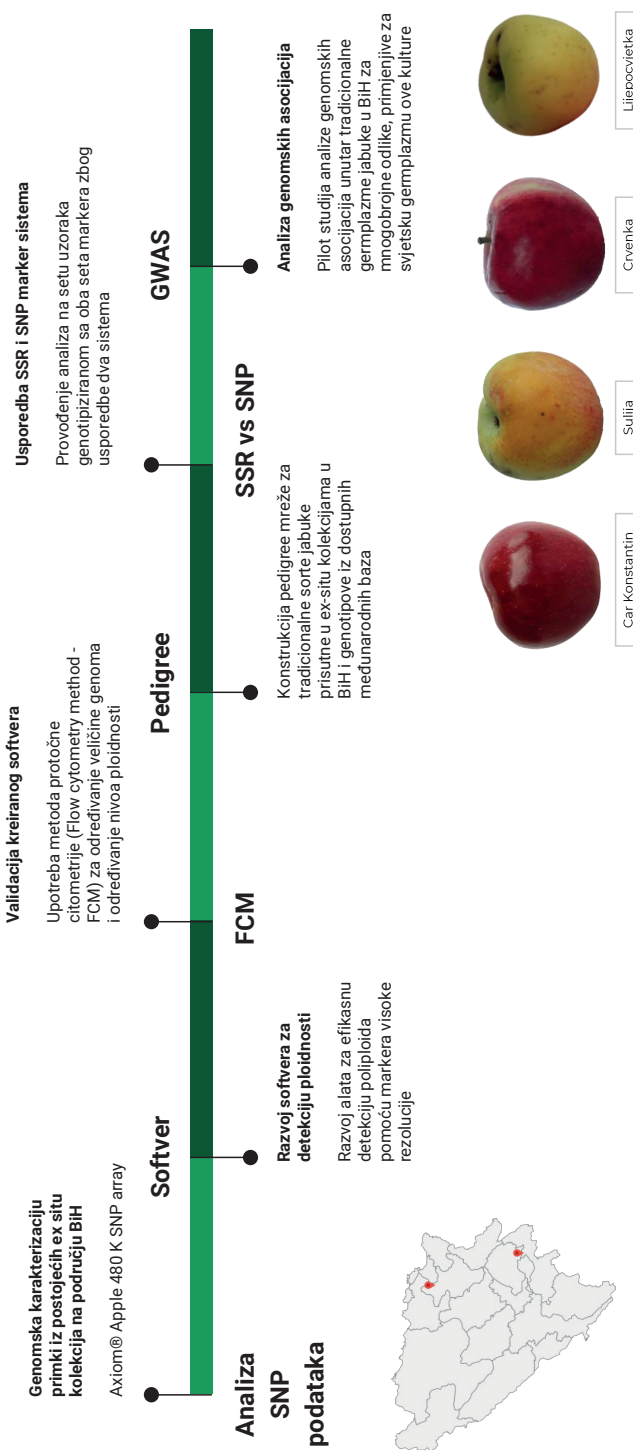 Genomska karakterizaciju
primki iz postojećih ex situ
kolekcija na području BiH
Axiom® Apple 480 K SNP array
Analiza
SNP
podataka
Softver
Razvoj softvera za
detekciju ploidnosti
Razvoj alata za efikasnu
detekciju poliploida
pomoću markera visoke
rezolucije
Validacija kreiranog softvera
Upotreba metoda protočne
citometrije (Flow cytometry method -
FCM) za određivanje veličine genoma
i određivanje nivoa ploidnosti
FCM
Pedigree
Konstrukcija pedigree mreže za
tradicionalne sorte jabuke
prisutne u ex-situ kolekcijama u
BiH i genotipove iz dostupnih
međunarodnih baza
Usporedba SSR i SNP marker sistema
Provođenje analiza na setu uzoraka
genotipiziranom sa oba seta markera zbog
usporedbe dva sistema
SSR vs SNP
GWAS
Analiza genomskih asocijacija
Pilot studija analize genomskih
asocijacija unutar tradicionalne
germplazme jabuke u BiH za
mnogobrojne odlike, primjenjive za
svjetsku germplazmu ove kulture
Car Konstantin
Sulija
Crvenka
Lijepocvjetka